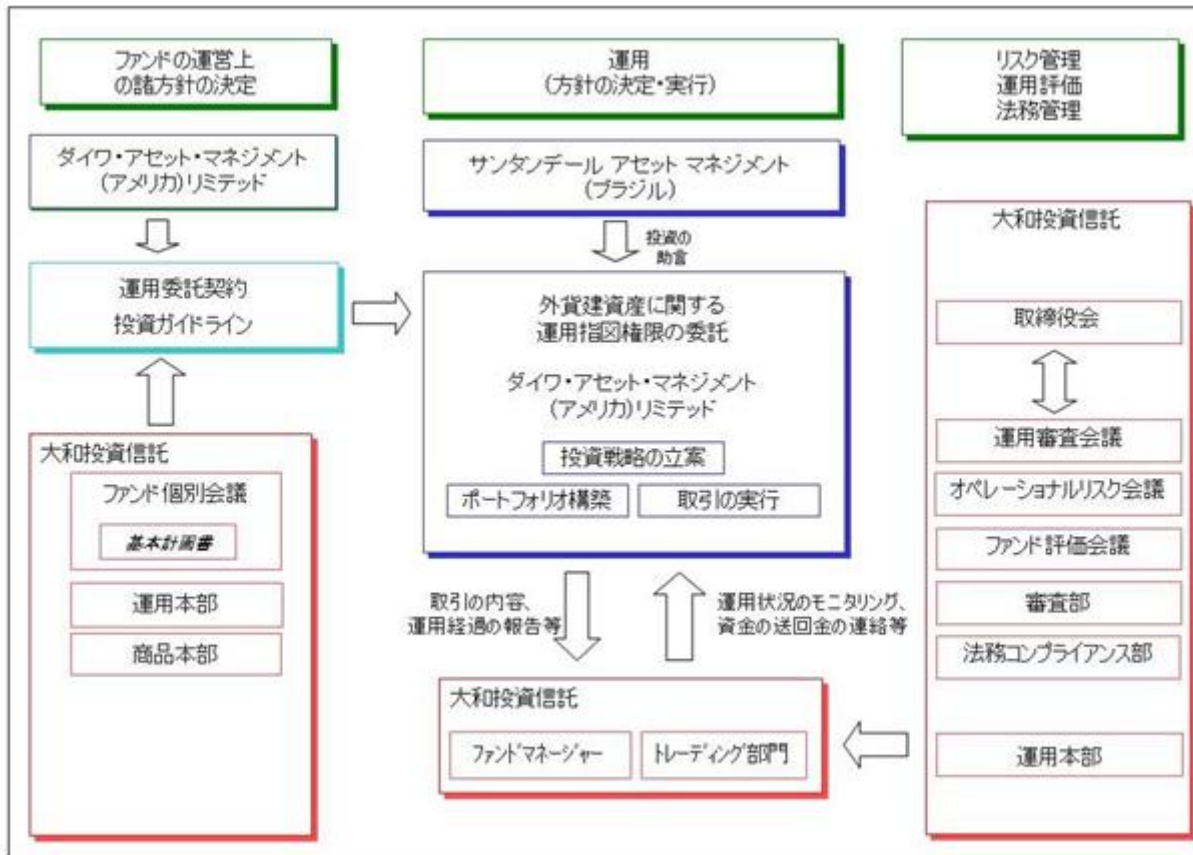 ファンドの運営上
の諸方針の決定
ダイワ・アセット・マネジメント
(アメリカ)リミテッド
運用委託契約
投資ガイドライン
大和投資信託
ファンド個別会議
基本計画書
運用本部
商品本部
運用
(方針の決定・実行)
サンタンデール アセット マネジメント
(ブラジル)
投資の
助言
外貨建資産に関する
運用指図権限の委託
ダイワ・アセット・マネジメント
(アメリカ)リミテッド
投資戦略の立案
ポートフォリオ構築
取引の実行
取引の内容、
運用経過の報告等
運用状況のモニタリング、
資金の送回金の連絡等
大和投資信託
ファンドマネージャー
トレーディング部門
リスク管理
運用評価
法務管理
大和投資信託
取締役会
運用審査会議
オペレーショナルリスク会議
ファンド評価会議
審査部
法務コンプライアンス部
運用本部